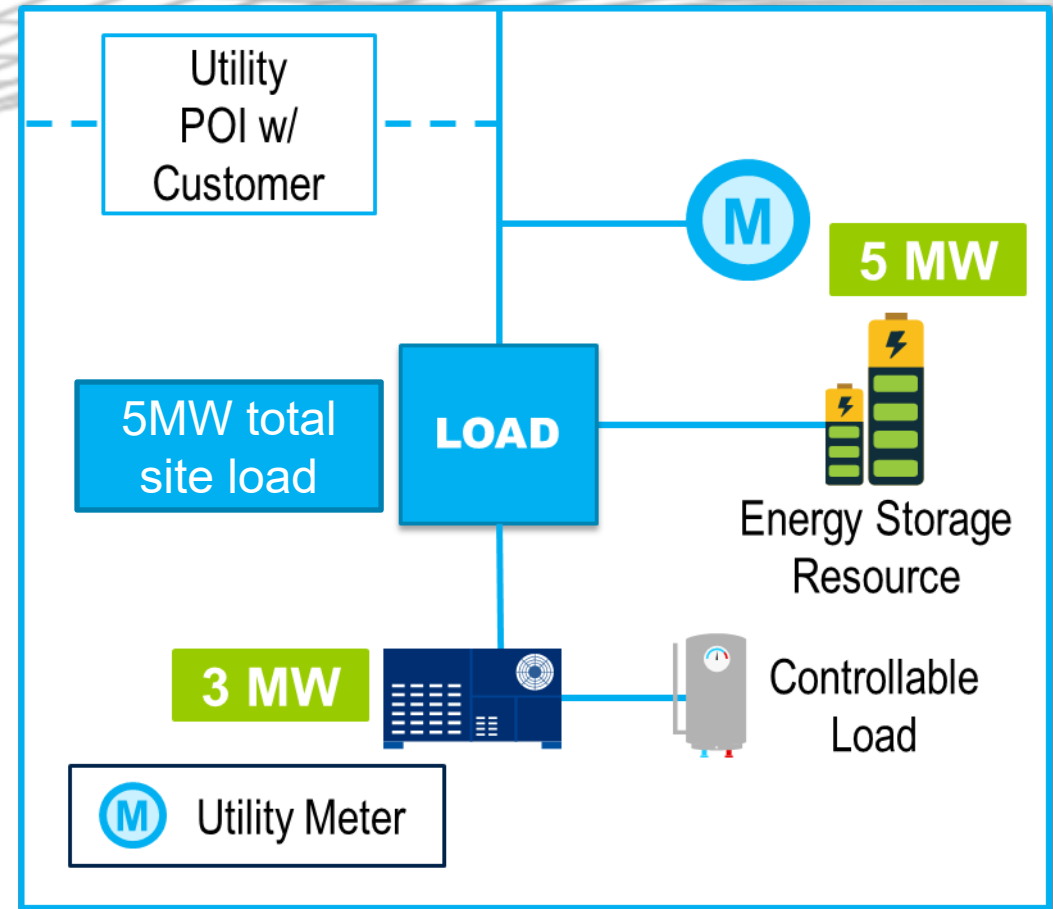 Utility
POI w/
Customer
M
5 MW
5MW total
site load
LOAD
Energy Storage
Resource
3 MW
Controllable
Load
M Utility Meter